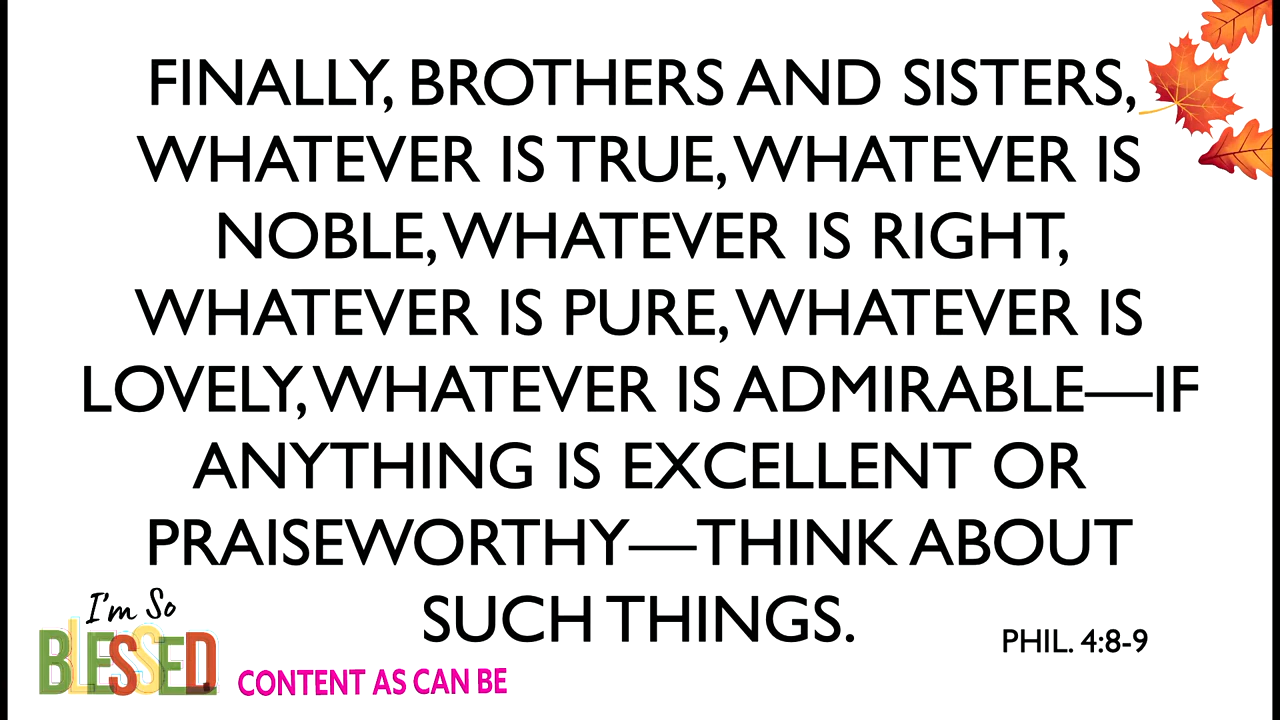 FINALLY, BROTHERS AND SISTERS,
WHATEVER IS TRUE, WHATEVER IS
NOBLE, WHATEVER IS RIGHT,
WHATEVER IS PURE, WHATEVER IS
LOVELY, WHATEVER IS ADMIRABLE—IF
ANYTHING IS EXCELLENT OR
PRAISEWORTHY—THINK ABOUT
SUCH THINGS.
PHIL. 4:8-9
I'm So
BLESSED.
CONTENT AS CAN BE